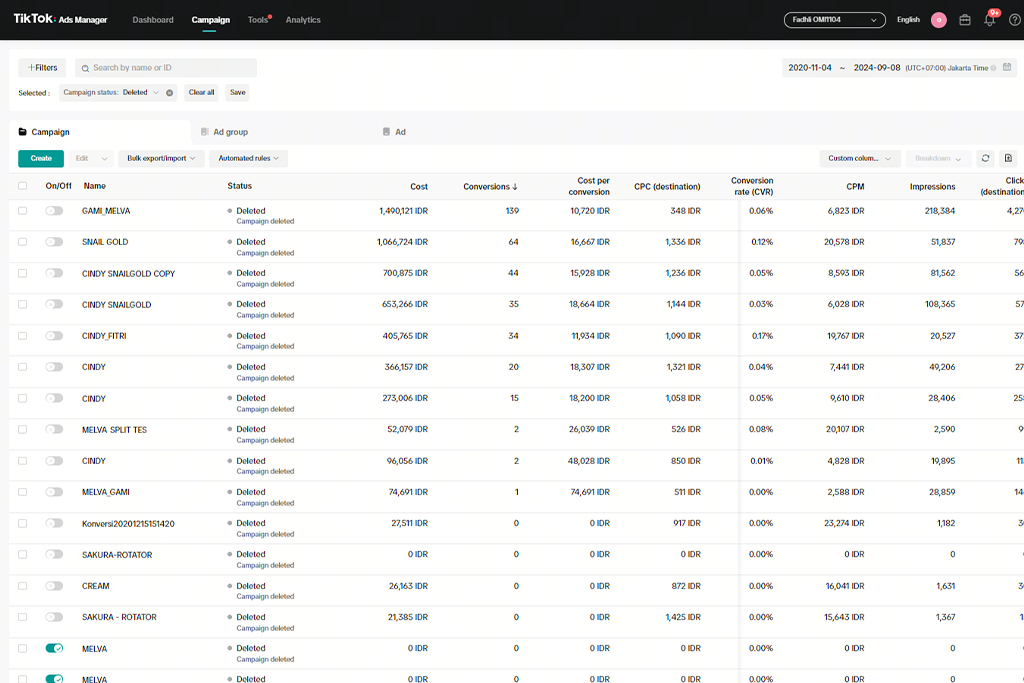 TikTok: Ads Manager Dashboard Campaign Tools Analytics Fadhli OMI1104 English 9+
+Filters Search by name or ID 2020-11-04 ~ 2024-09-08 (UTC+07:00) Jakarta Time
Selected : Campaign status: Deleted Clear all Save
Campaign Ad group Ad
Create Edit Bulk export/import Automated rules Custom colum... Breakdown
On/Off Name Status Cost Conversions ↓ Cost per conversion CPC (destination) Conversion rate (CVR) CPM Impressions Click (destination
GAMI_MELVA Deleted 1,490,121 IDR 139 10,720 IDR 348 IDR 0.06% 6,823 IDR 218,384 4,27
Campaign deleted
SNAIL GOLD Deleted 1,066,724 IDR 64 16,667 IDR 1,336 IDR 0.12% 20,578 IDR 51,837 79
Campaign deleted
CINDY SNAILGOLD COPY Deleted 700,875 IDR 44 15,928 IDR 1,236 IDR 0.05% 8,593 IDR 81,562 56
Campaign deleted
CINDY SNAILGOLD Deleted 653,266 IDR 35 18,664 IDR 1,144 IDR 0.03% 6,028 IDR 108,365 57
Campaign deleted
CINDY_FITRI Deleted 405,765 IDR 34 11,934 IDR 1,090 IDR 0.17% 19,767 IDR 20,527 37
Campaign deleted
CINDY Deleted 366,157 IDR 20 18,307 IDR 1,321 IDR 0.04% 7,441 IDR 49,206 27
Campaign deleted
CINDY Deleted 273,006 IDR 15 18,200 IDR 1,058 IDR 0.05% 9,610 IDR 28,406 25
Campaign deleted
MELVA SPLIT TES Deleted 52,079 IDR 2 26,039 IDR 526 IDR 0.08% 20,107 IDR 2,590 9
Campaign deleted
CINDY Deleted 96,056 IDR 2 48,028 IDR 850 IDR 0.01% 4,828 IDR 19,895 11
Campaign deleted
MELVA_GAMI Deleted 74,691 IDR 1 74,691 IDR 511 IDR 0.00% 2,588 IDR 28,859 14
Campaign deleted
Konversi20201215151420 Deleted 27,511 IDR 0 0 IDR 917 IDR 0.00% 23,274 IDR 1,182 3
Campaign deleted
SAKURA-ROTATOR Deleted 0 IDR 0 0 IDR 0 IDR 0.00% 0 IDR 0
Campaign deleted
CREAM Deleted 26,163 IDR 0 0 IDR 872 IDR 0.00% 16,041 IDR 1,631 3
Campaign deleted
SAKURA - ROTATOR Deleted 21,385 IDR 0 0 IDR 1,425 IDR 0.00% 15,643 IDR 1,367 1
Campaign deleted
MELVA Deleted 0 IDR 0 0 IDR 0 IDR 0.00% 0 IDR 0
Campaign deleted
MELVA Deleted 0 IDR 0 0 IDR 0 IDR 0.00% 0 IDR 0